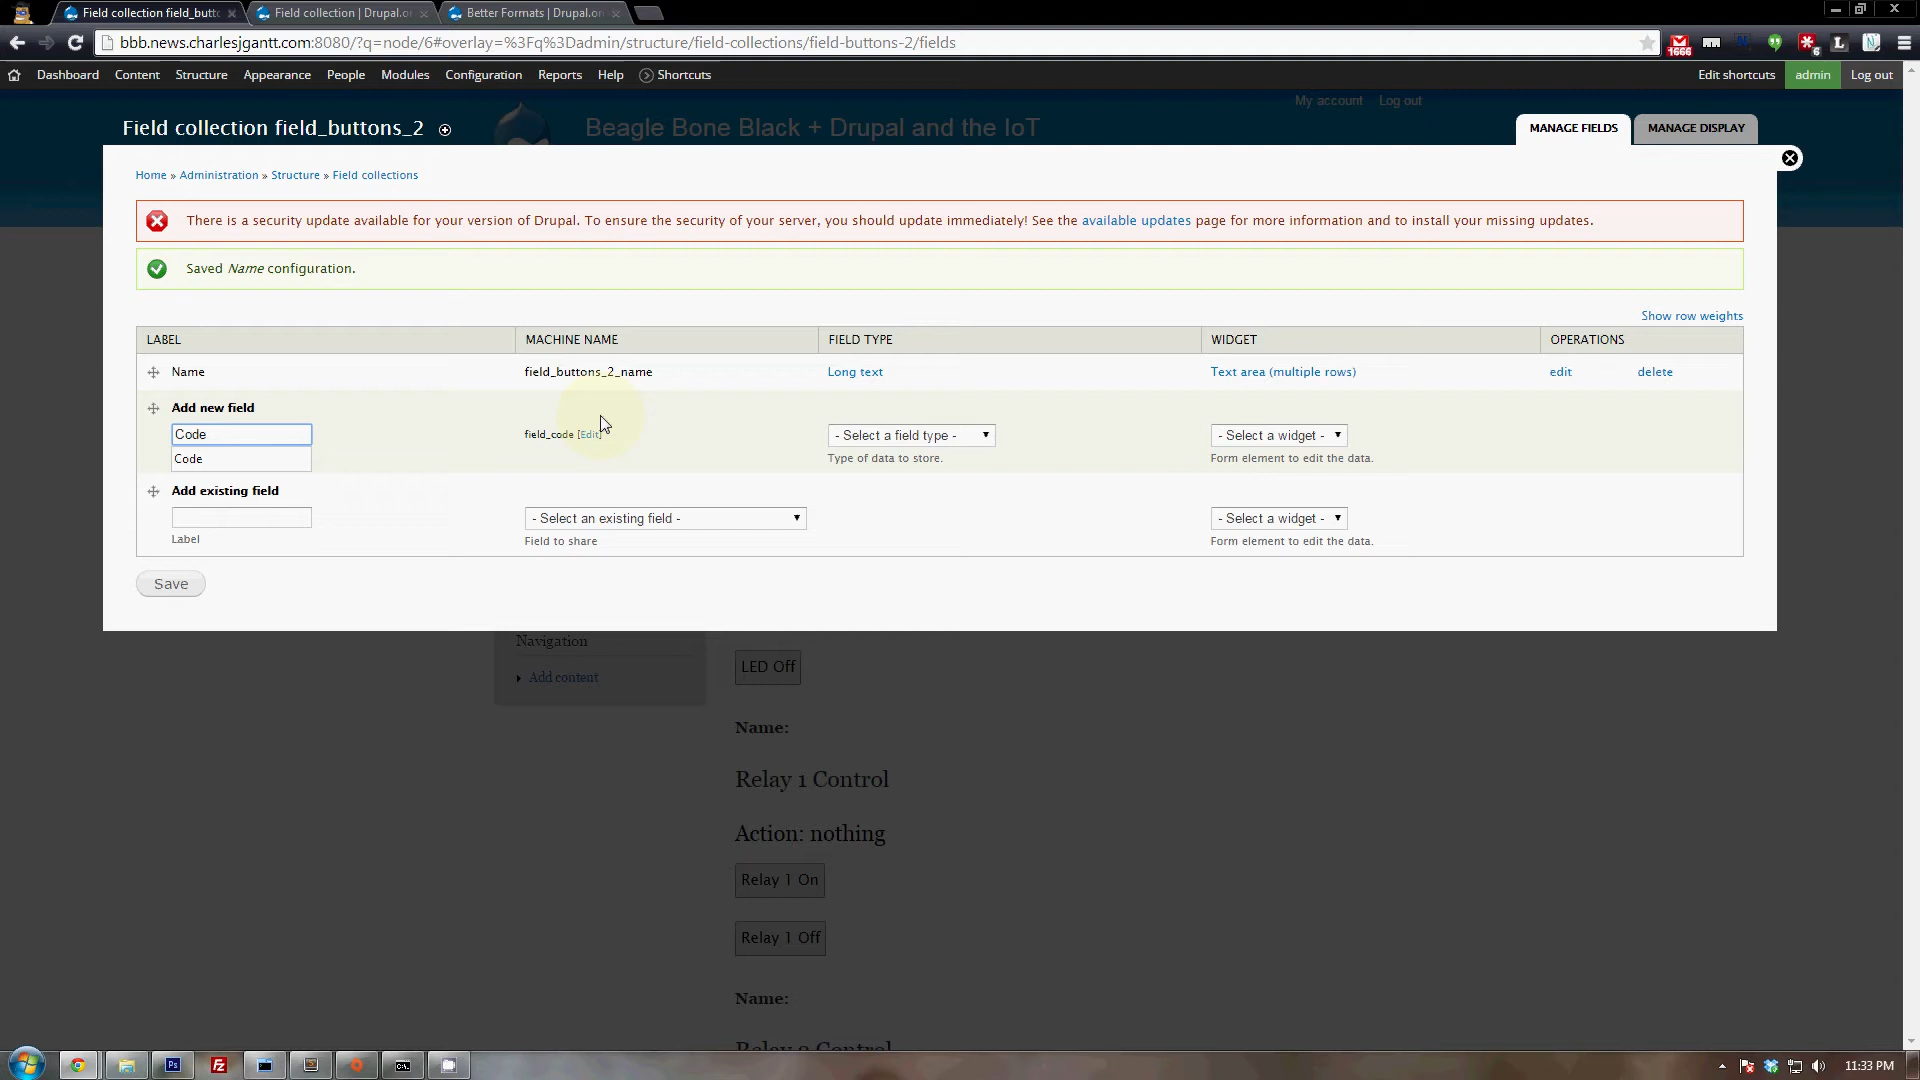 Field collection field_butto
Field collection | Drupal.o
Better Formats | Drupal.or
bbb.news.charlesjgantt.com:8080/?q=node/6#overlay=%3Fq%3Dadmin/structure/field-collections/field-buttons-2/fields
1666
6
L
N
Dashboard Content Structure Appearance People Modules Configuration Reports Help Shortcuts Edit shortcuts admin Log out
My account Log out
Field collection field_buttons_2
Beagle Bone Black + Drupal and the IoT
MANAGE FIELDS MANAGE DISPLAY
Home » Administration » Structure » Field collections
There is a security update available for your version of Drupal. To ensure the security of your server, you should update immediately! See the available updates page for more information and to install your missing updates.
Saved Name configuration.
Show row weights
LABEL MACHINE NAME FIELD TYPE WIDGET OPERATIONS
Name field_buttons_2_name Long text Text area (multiple rows) edit delete
Add new field
Code field_code [Edit] - Select a field type - - Select a widget -
Code Type of data to store. Form element to edit the data.
Add existing field
- Select an existing field - - Select a widget -
Label Field to share Form element to edit the data.
Save
Navigation
LED Off
Add content
Name:
Relay 1 Control
Action: nothing
Relay 1 On
Relay 1 Off
Name:
Relay 2 Control
Ps
Fz
C:\
11:33 PM